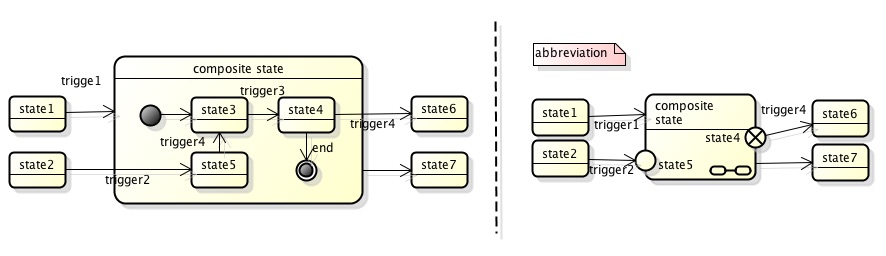 composite state
trigge1
trigger3
state1
state3
state4
state6
trigger4
trigger4
end
state2
state5
state7
trigger2
abbreviation
composite
state
trigger4
state1
state6
trigger1
state4
state2
state5
state7
trigger2